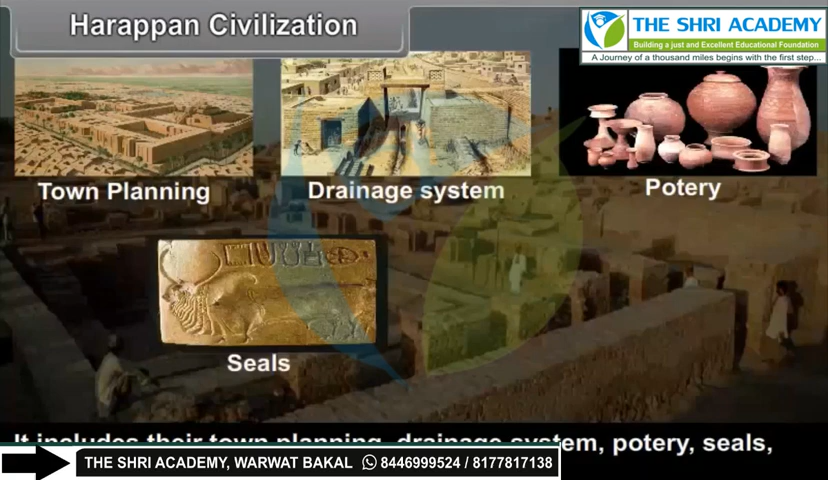 Harappan Civilization
THE SHRI ACADEMY
Building a just and Excellent Educational Foundation
A Journey of a thousand miles begins with the first step...
Town Planning
Drainage system
Potery
Seals
It includes their town planning, drainage system, potery, seals,
THE SHRI ACADEMY, WARWAT BAKAL 8446999524 / 8177817138